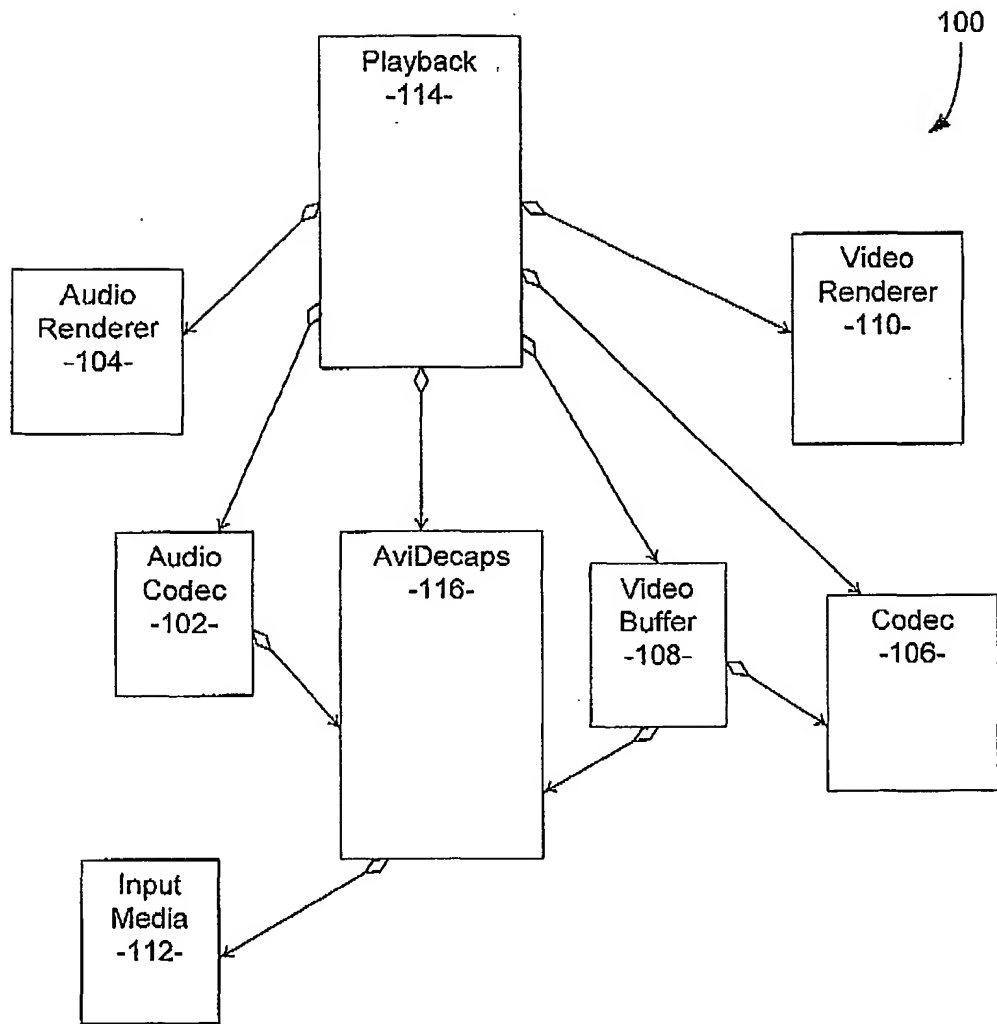 100
Playback
-114-
Audio
Renderer
-104-
Video
Renderer
-110-
Audio
Codec
-102-
AviDecaps
-116-
Video
Buffer
-108-
Codec
-106-
Input
Media
-112-